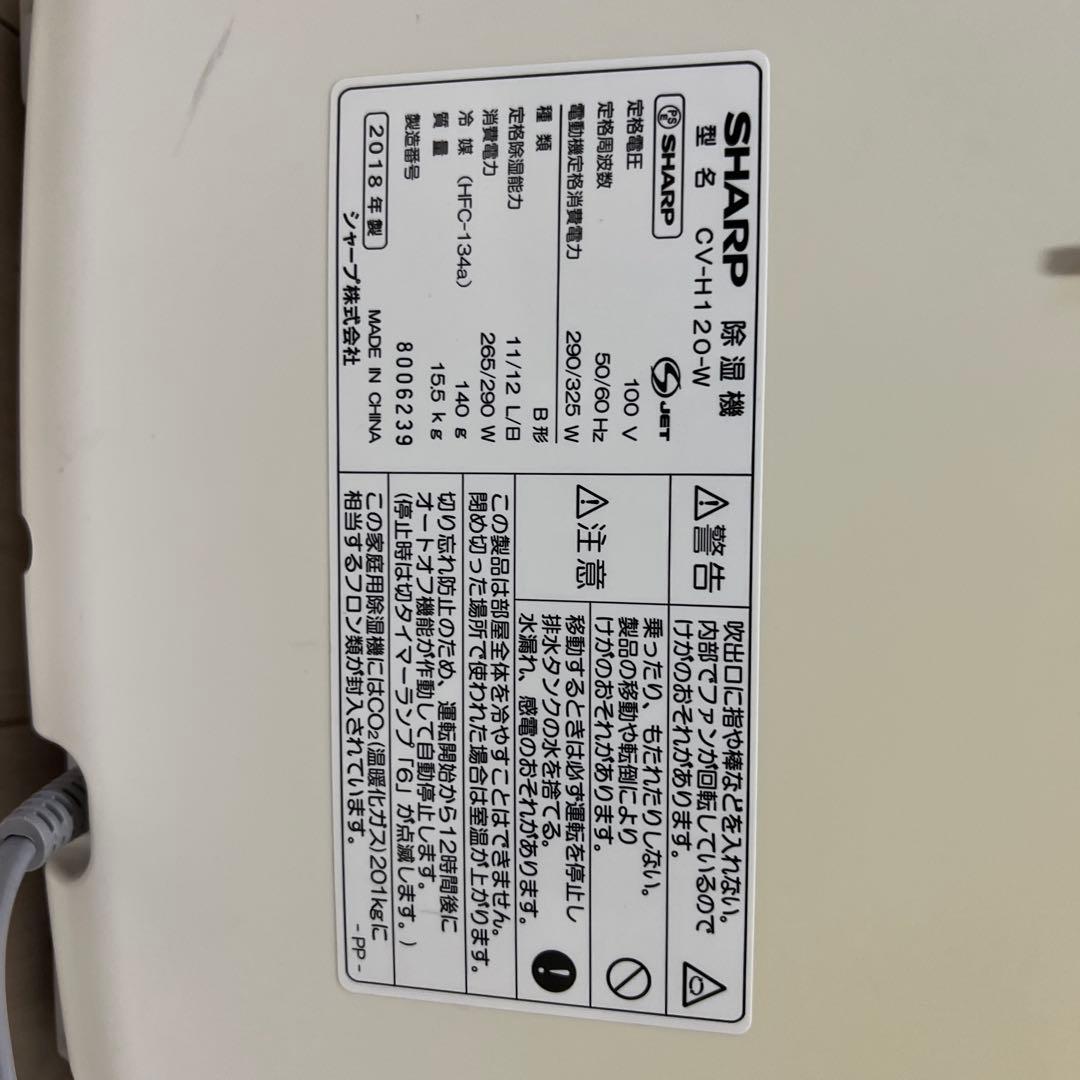 SHARP 除湿機
型名 CV-H120-W
PSE SHARP
S JET
定格電圧 100 V
定格周波数 50/60 Hz
電動機定格消費電力 290/325 W
種類 B 形
定格除湿能力 11/12 L/日
消費電力 265/290 W
冷媒 (HFC-134a) 140 g
質量 15.5 kg
製造番号 8006239
2018 年製 MADE IN CHINA
シャープ株式会社
警告
吹出口に指や棒などを入れない。
内部でファンが回転しているので
けがのおそれがあります。
注意
乗ったり、もたれたりしない。
製品の移動や転倒により
けがのおそれがあります。
移動するときは必ず運転を停止し
排水タンクの水を捨てる。
水漏れ、感電のおそれがあります。
この製品は部屋全体を冷やすことはできません。
閉め切った場所で使われた場合は室温が上がります。
切り忘れ防止のため、運転開始から12時間後に
オートオフ機能が作動して自動停止します。
(停止時は切タイマーランプ「6」が点滅します。)
この家庭用除湿機にはCO₂(温暖化ガス)201kgに
相当するフロン類が封入されています。
-PP-